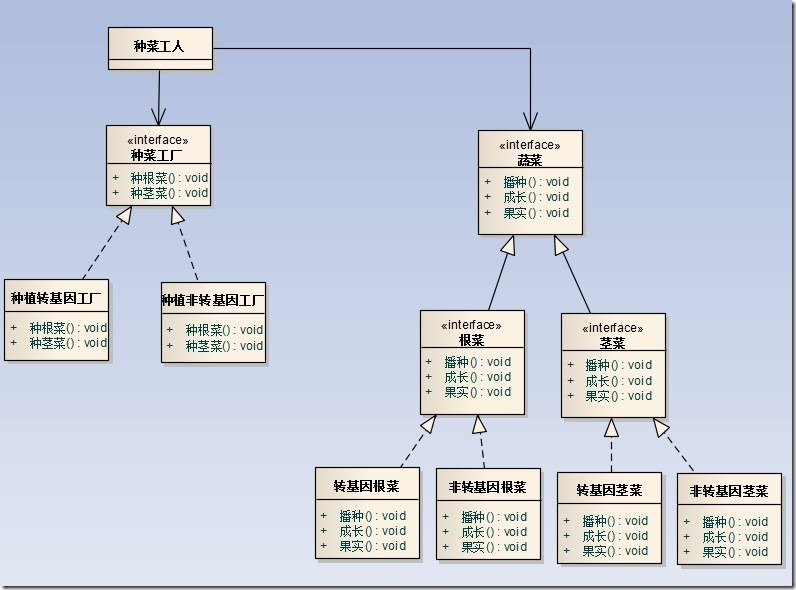 种菜工人
«interface»
种菜工厂
+ 种根菜() : void
+ 种茎菜() : void
«interface»
蔬菜
+ 播种() : void
+ 成长() : void
+ 果实() : void
种植转基因工厂
+ 种根菜() : void
+ 种茎菜() : void
种植非转基因工厂
+ 种根菜() : void
+ 种茎菜() : void
«interface»
根菜
+ 播种() : void
+ 成长() : void
+ 果实() : void
«interface»
茎菜
+ 播种() : void
+ 成长() : void
+ 果实() : void
转基因根菜
+ 播种() : void
+ 成长() : void
+ 果实() : void
非转基因根菜
+ 播种() : void
+ 成长() : void
+ 果实() : void
转基因茎菜
+ 播种() : void
+ 成长() : void
+ 果实() : void
非转基因茎菜
+ 播种() : void
+ 成长() : void
+ 果实() : void